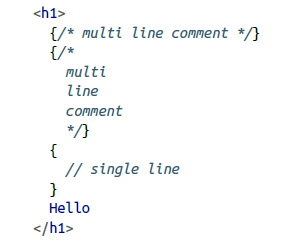 <h1>
  {/* multi line comment */}
  {/*
    multi
    line
    comment
    */}
  {
    // single line
  }
  Hello
</h1>